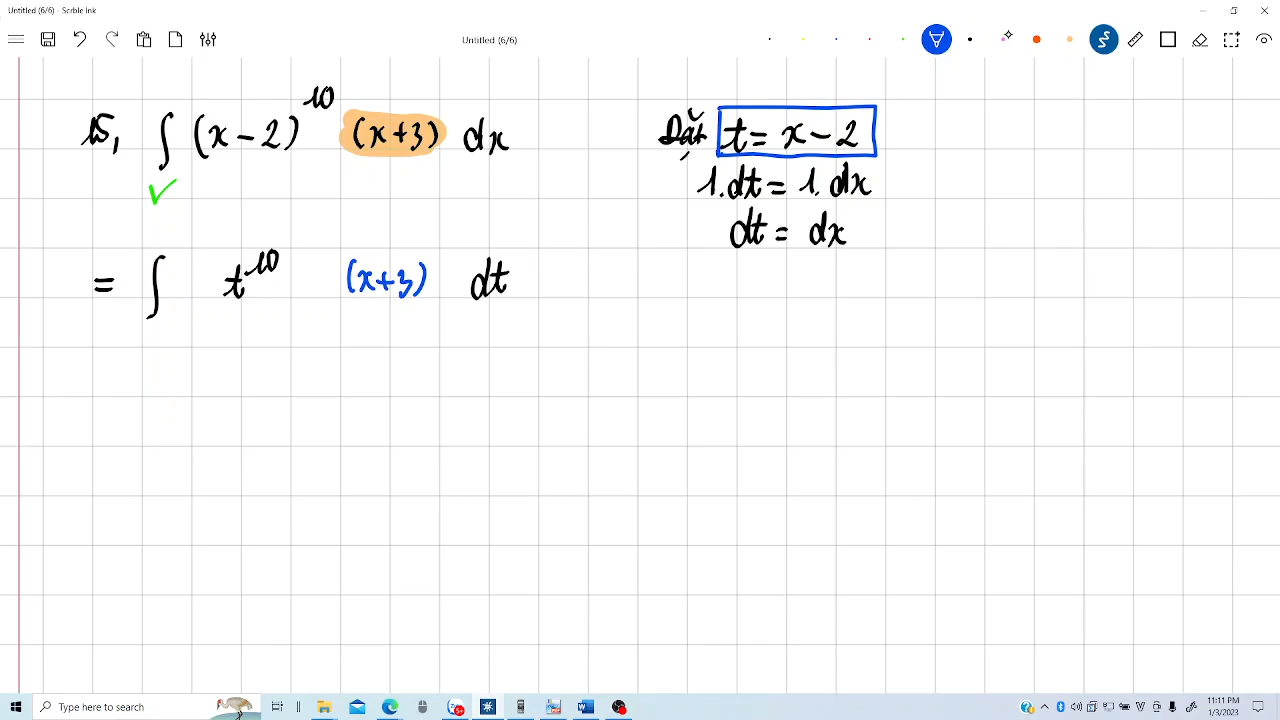 Untitled (6/6) - Scrble Ink
Untitled (6/6)
15, ∫ (x-2)^10 (x+3) dx
Đặt t = x - 2
1.dt = 1.dx
dt = dx
= ∫ t^10 (x+3) dt
Type here to search
11:11 PM
1/3/2023